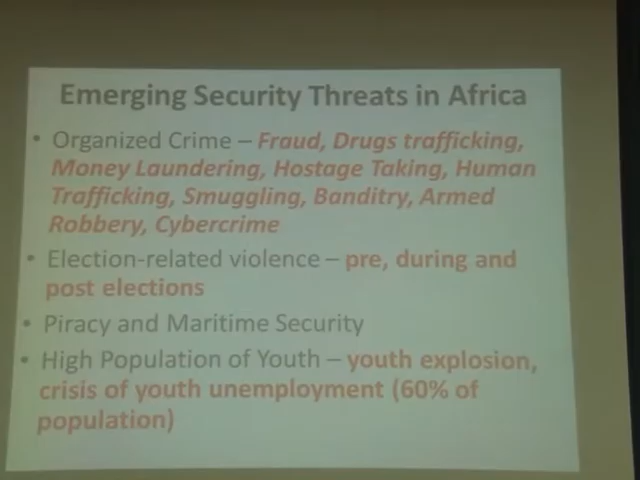 Emerging Security Threats in Africa
• Organized Crime – Fraud, Drugs trafficking,
Money Laundering, Hostage Taking, Human
Trafficking, Smuggling, Banditry, Armed
Robbery, Cybercrime
• Election-related violence – pre, during and
post elections
• Piracy and Maritime Security
• High Population of Youth – youth explosion,
crisis of youth unemployment (60% of
population)